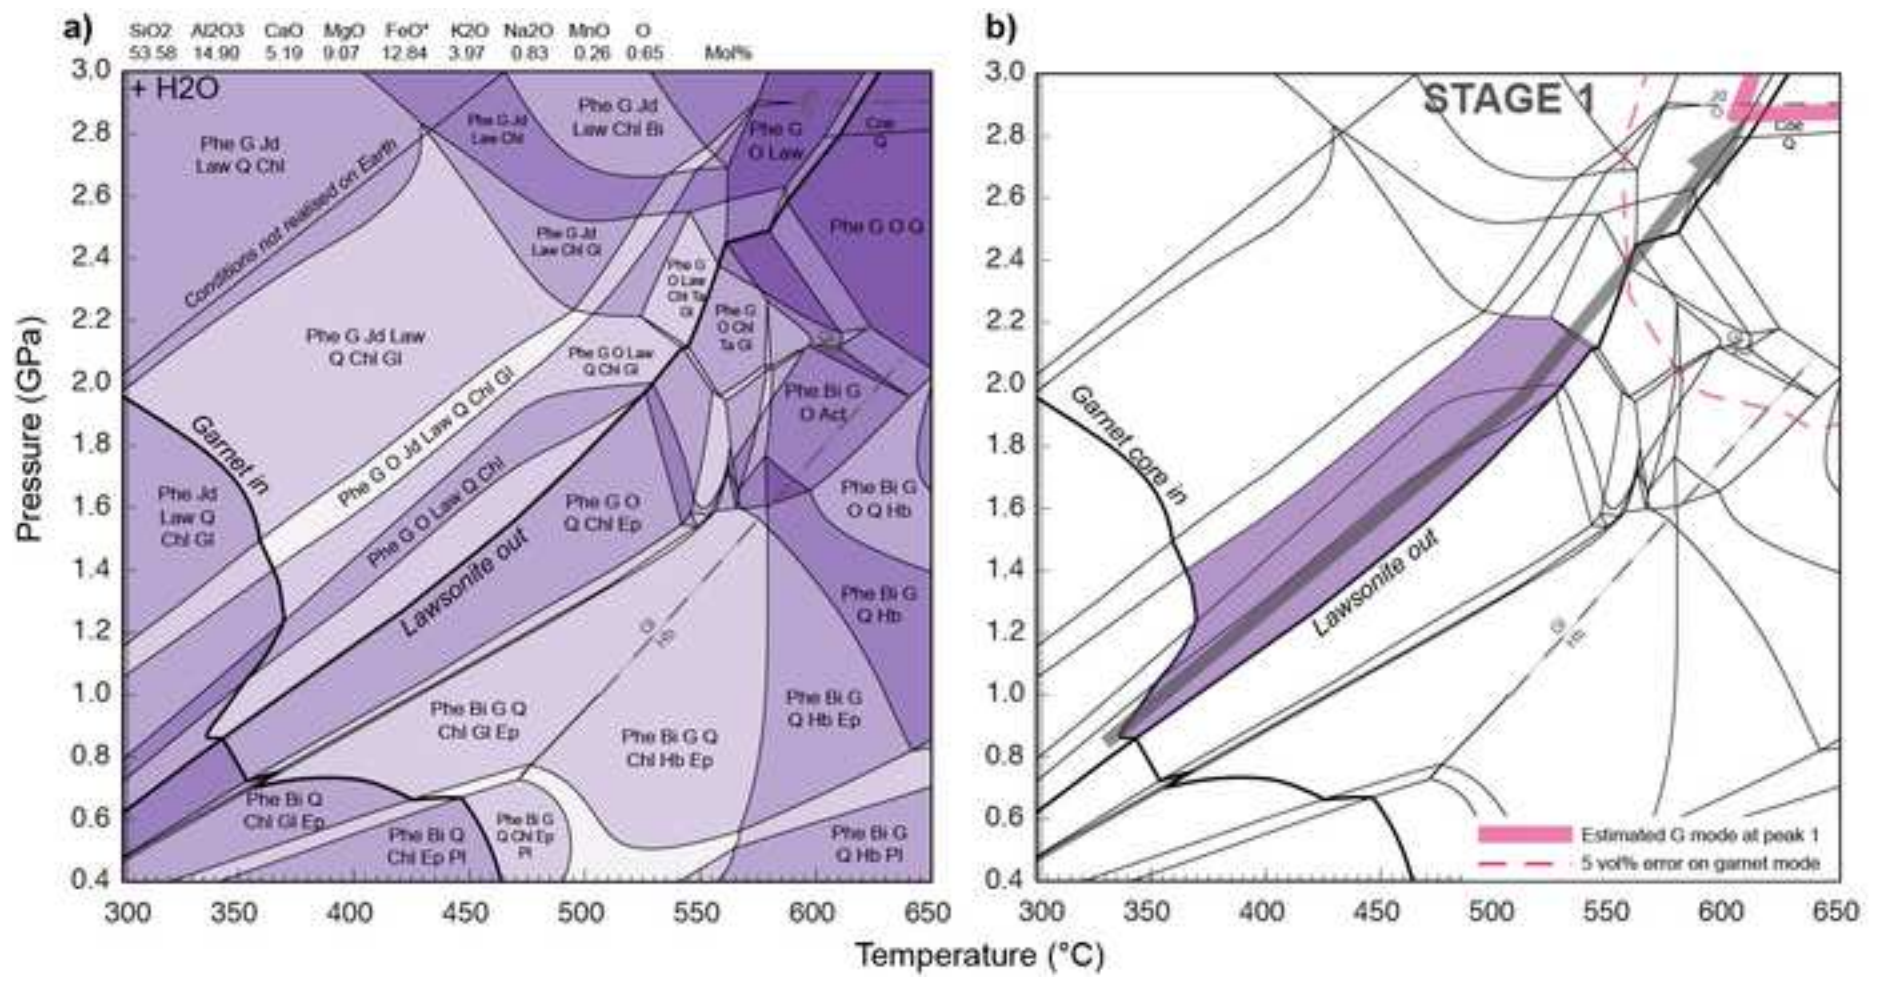 a)
SiO2 Al2O3 CaO MgO FeO* K2O Na2O MnO O
53.58 14.90 5.19 9.07 12.84 3.97 0.83 0.26 0.65 Mol%
+ H2O
Pressure (GPa)
3.0
2.8
2.6
2.4
2.2
2.0
1.8
1.6
1.4
1.2
1.0
0.8
0.6
0.4
Phe G Jd
Law Q Chl
Phe G Jd
Law Chl
Phe G Jd
Law Chl Bi
Phe G
O Law
Coe
Q
Conditions not realised on Earth
Phe G Jd
Law Chl Gl
Phe G O Q
Phe G
O Law
Chl Ta
Gl
Phe G Jd Law
Q Chl Gl
Phe G
O Chl
Ta Gl
Phe G O Law
Q Chl Gl
Phe G O Jd Law Q Chl Gl
Phe Bi G
O Act
Garnet in
Phe Jd
Law Q
Chl Gl
Phe G O Law Q Chl
Phe G O
Q Chl Ep
Phe Bi G
O Q Hb
Lawsonite out
Phe Bi G
Q Hb
Gl
Hb
Phe Bi G Q
Chl Gl Ep
Phe Bi G Q
Chl Hb Ep
Phe Bi G
Q Hb Ep
Phe Bi Q
Chl Gl Ep
Phe Bi Q
Chl Ep Pl
Phe Bi G
Q Chl Ep
Pl
Phe Bi G
Q Hb Pl
300 350 400 450 500 550 600 650
b)
3.0
2.8
2.6
2.4
2.2
2.0
1.8
1.6
1.4
1.2
1.0
0.8
0.6
0.4
STAGE 1
Jd
O
Coe
Q
Garnet core in
Lawsonite out
Gl
Hb
Estimated G mode at peak 1
5 vol% error on garnet mode
300 350 400 450 500 550 600 650
Temperature (°C)